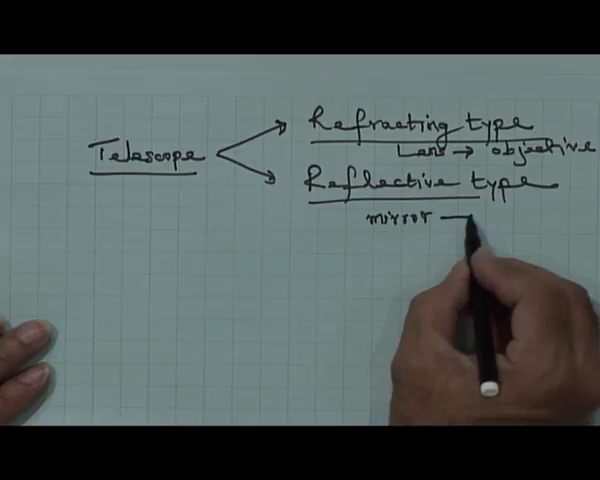 Refracting type
Telescope
Lens → objective
Reflective type
mirror —